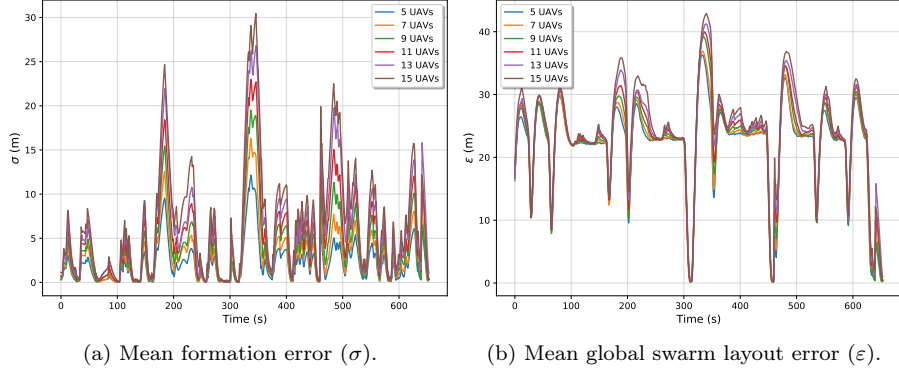 30
25
20
15
10
5
0
σ (m)
0 100 200 300 400 500 600
Time (s)
5 UAVs
7 UAVs
9 UAVs
11 UAVs
13 UAVs
15 UAVs
(a) Mean formation error (σ).
40
30
20
10
0
ε (m)
0 100 200 300 400 500 600
Time (s)
5 UAVs
7 UAVs
9 UAVs
11 UAVs
13 UAVs
15 UAVs
(b) Mean global swarm layout error (ε).